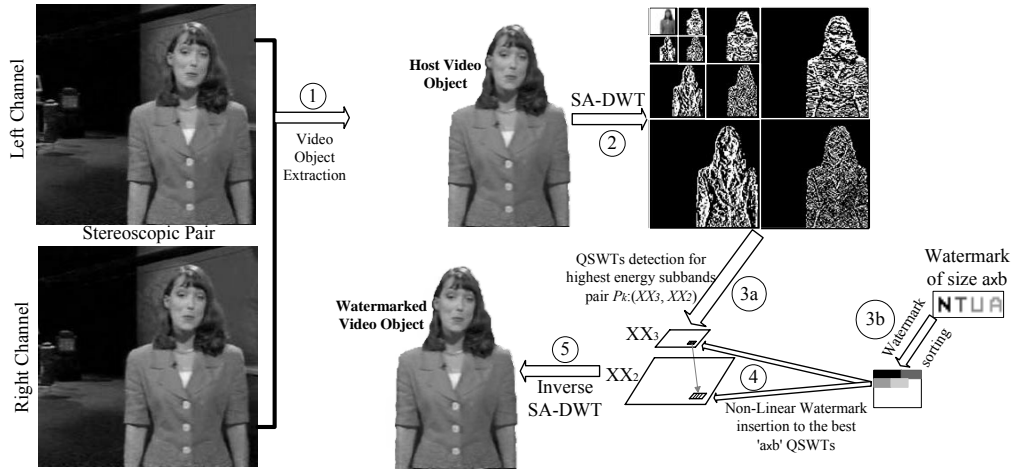 Left Channel
Stereoscopic Pair
Right Channel
1
Video
Object
Extraction
Host Video
Object
SA-DWT
2
QSWTs detection for
highest energy subbands
pair Pk:(XX3, XX2)
3a
Watermark
of size axb
NTUA
3b
Watermark
sorting
XX3
XX2
4
Non-Linear Watermark
insertion to the best
'axb' QSWTs
5
Inverse
SA-DWT
Watermarked
Video Object